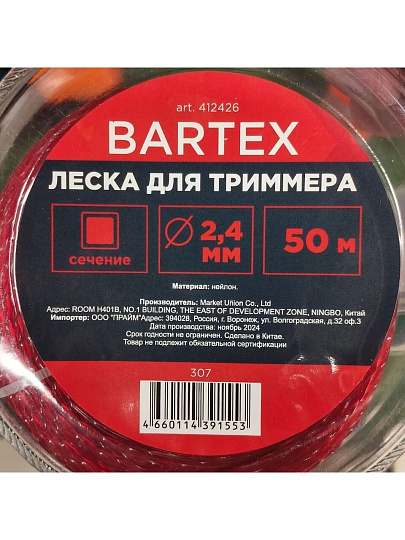 art. 412426
BARTEX
ЛЕСКА ДЛЯ ТРИММЕРА
сечение
2,4 мм
50 м
Материал: нейлон.
Производитель: Market Union Co., Ltd
Адрес: ROOM H401B, NO.1 BUILDING, THE EAST OF DEVELOPMENT ZONE, NINGBO, Китай
Импортер: ООО "ПРАЙМ"Адрес: 394028, Россия, г. Воронеж, ул. Волгоградская, д.32 оф.3
Дата производства: ноябрь 2024
Срок годности не ограничен. Сделано в Китае.
Товар не подлежит обязательной сертификации
307
4 660114 391553